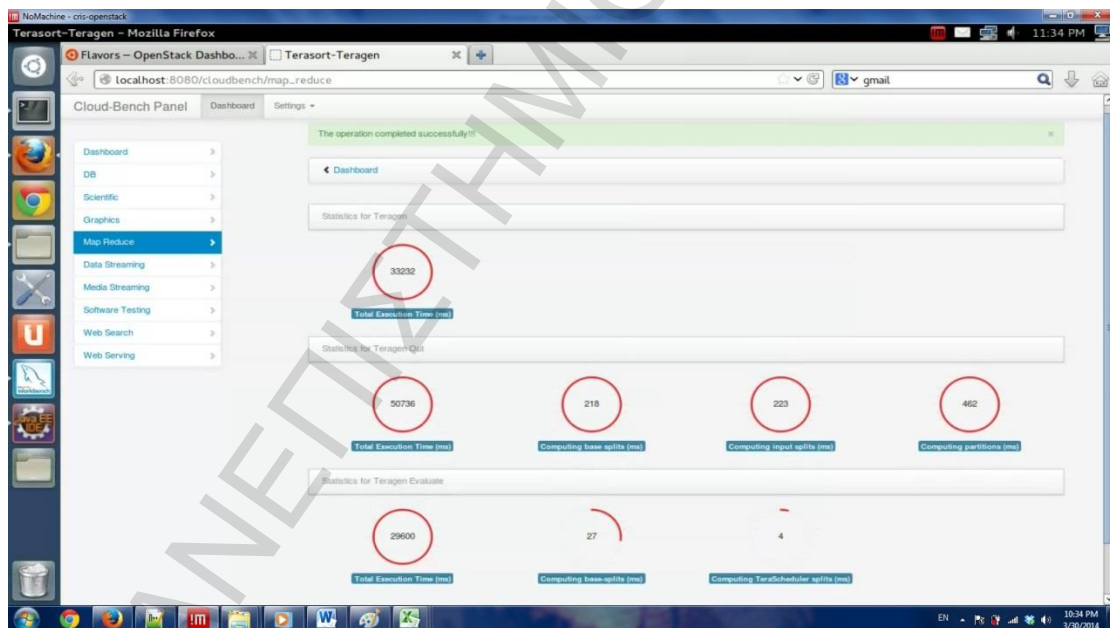 NoMachine - cris-openstack
Terasort-Teragen - Mozilla Firefox
11:34 PM
Flavors - OpenStack Dashbo...
Terasort-Teragen
localhost:8080/cloudbench/map_reduce
gmail
Cloud-Bench Panel
Dashboard
Settings
The operation completed successfully!!!
Dashboard
DB
Scientific
Graphics
Map Reduce
Data Streaming
Media Streaming
Software Testing
Web Search
Web Serving
Dashboard
Statistics for Teragen
33232
Total Execution Time (ms)
Statistics for Teragen Out
50736
218
223
462
Total Execution Time (ms)
Computing base splits (ms)
Computing input splits (ms)
Computing partitions (ms)
Statistics for Teragen Evaluate
29600
27
4
Total Execution Time (ms)
Computing base-splits (ms)
Computing TeraScheduler splits (ms)
ΑΝΕΠΙΣΤΗΜΙ
EN
10:34 PM
3/30/2014